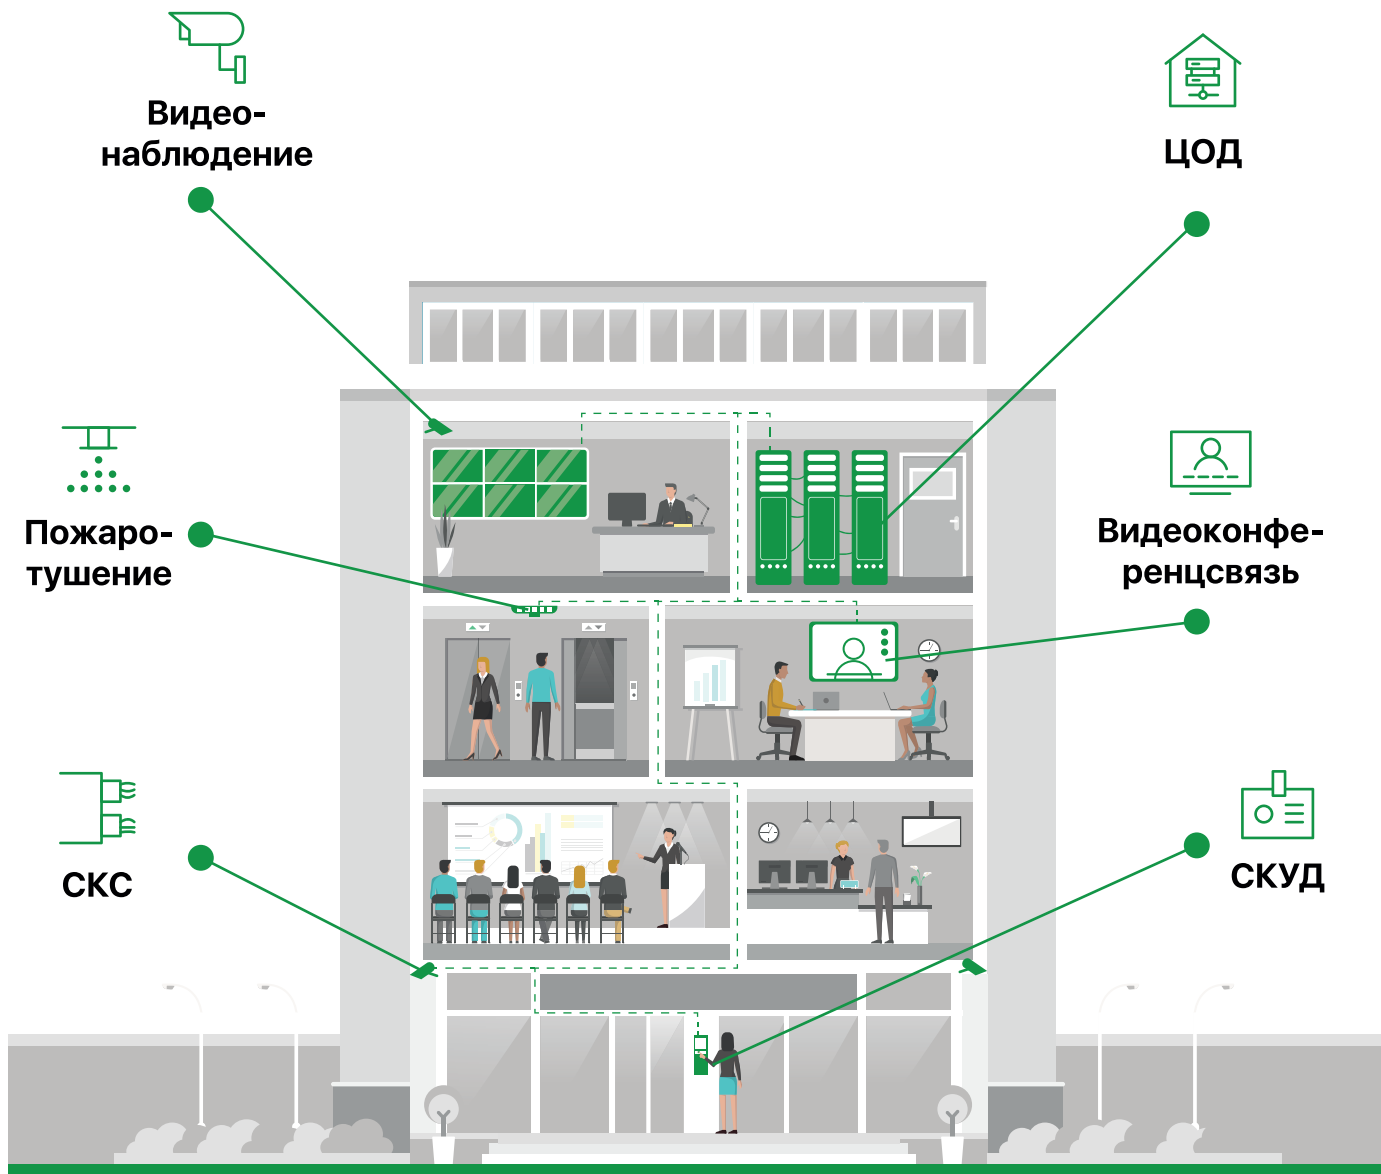 Видео-
наблюдение
ЦОД
Пожаро-
тушение
Видеоконфе-
ренцсвязь
СКС
СКУД